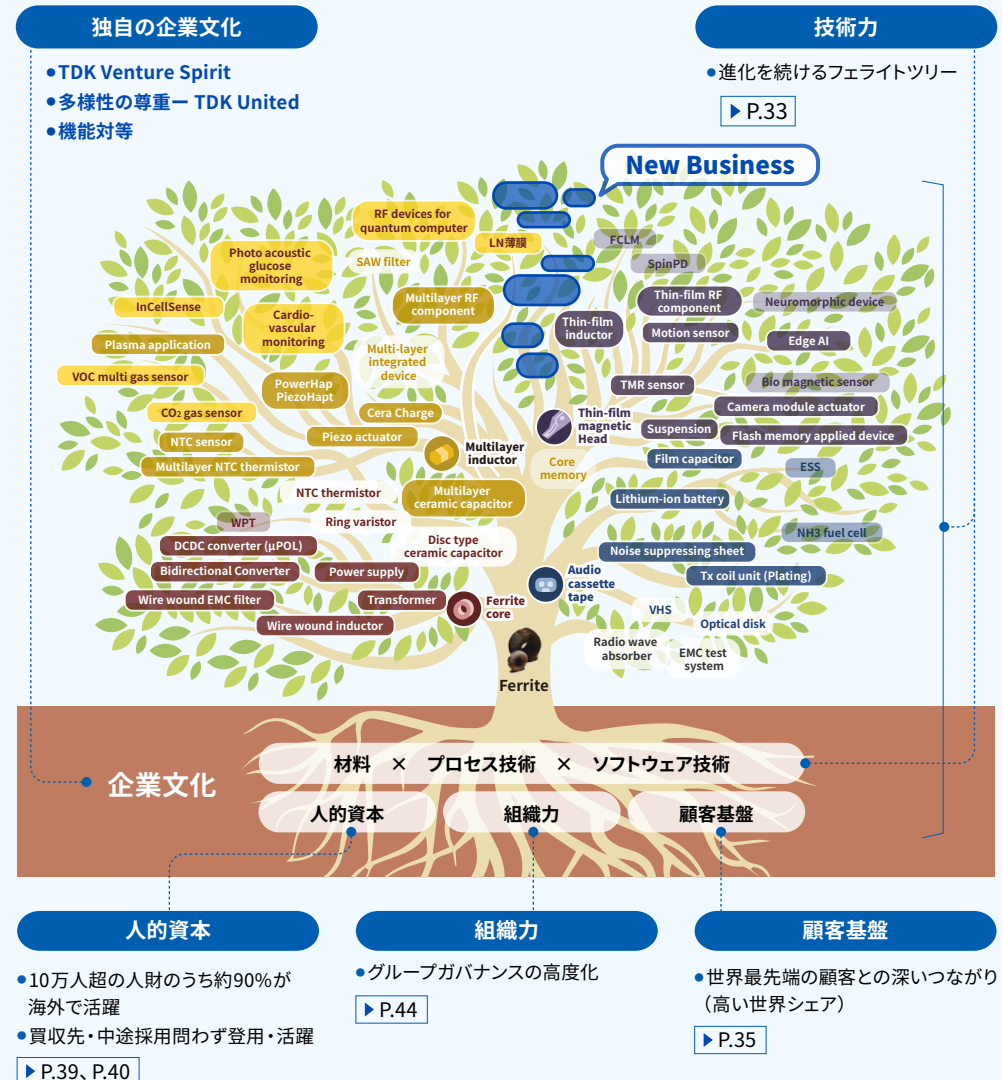 独自の企業文化
●TDK Venture Spirit
●多様性の尊重ー TDK United
●機能対等
技術力
●進化を続けるフェライトツリー
▶ P.33
New Business
RF devices for
quantum computer
LN薄膜
FCLM
SpinPD
SAW filter
Photo acoustic
glucose
monitoring
InCellSense
Cardio-
vascular
monitoring
Multilayer RF
component
Thin-film
inductor
Thin-film RF
component
Neuromorphic device
Motion sensor
Edge AI
Plasma application
Multi-layer
integrated
device
VOC multi gas sensor
PowerHap
PiezoHapt
TMR sensor
Bio magnetic sensor
CO₂ gas sensor
Cera Charge
Camera module actuator
Thin-film
magnetic
Head
Suspension
Flash memory applied device
NTC sensor
Piezo actuator
Multilayer
inductor
Multilayer NTC thermistor
Core
memory
Film capacitor
ESS
NTC thermistor
Multilayer
ceramic capacitor
Lithium-ion battery
WPT
Ring varistor
NH3 fuel cell
DCDC converter (μPOL)
Disc type
ceramic capacitor
Noise suppressing sheet
Bidirectional Converter
Power supply
Audio
cassette
tape
Tx coil unit (Plating)
Wire wound EMC filter
Transformer
Ferrite
core
VHS
Optical disk
Wire wound inductor
Radio wave
absorber
EMC test
system
Ferrite
企業文化
材料 × プロセス技術 × ソフトウェア技術
人的資本
組織力
顧客基盤
人的資本
●10万人超の人財のうち約90%が
海外で活躍
●買収先・中途採用問わず登用・活躍
▶ P.39、P.40
組織力
●グループガバナンスの高度化
▶ P.44
顧客基盤
●世界最先端の顧客との深いつながり
（高い世界シェア）
▶ P.35